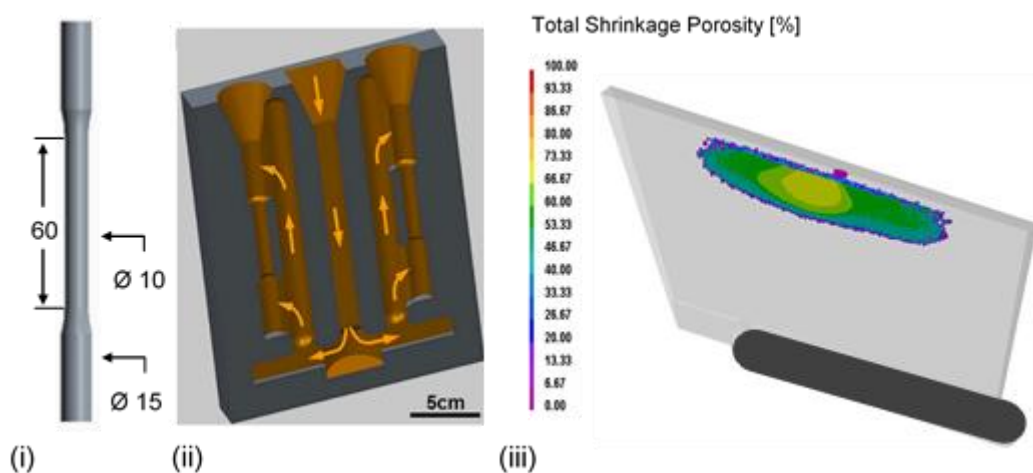 Total Shrinkage Porosity [%]
60
Ø 10
Ø 15
5cm
100.00
93.33
86.67
80.00
73.33
66.67
60.00
53.33
46.67
40.00
33.33
26.67
20.00
13.33
6.67
0.00
(i)
(ii)
(iii)